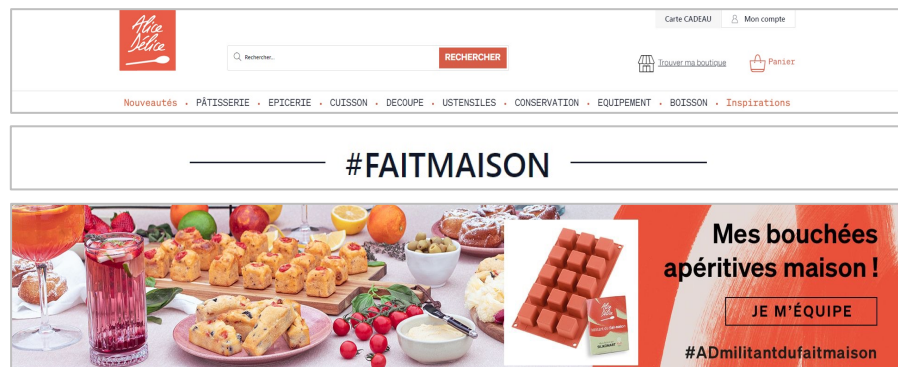 Alice
Délice
Carte CADEAU
Mon compte
Rechercher...
RECHERCHER
Trouver ma boutique
Panier
Nouveautés • PÂTISSERIE • EPICERIE • CUISSON • DECOUPE • USTENSILES • CONSERVATION • EQUIPEMENT • BOISSON • Inspirations
#FAITMAISON
Mes bouchées
apéritives maison !
JE M'ÉQUIPE
#ADmilitantdufaitmaison